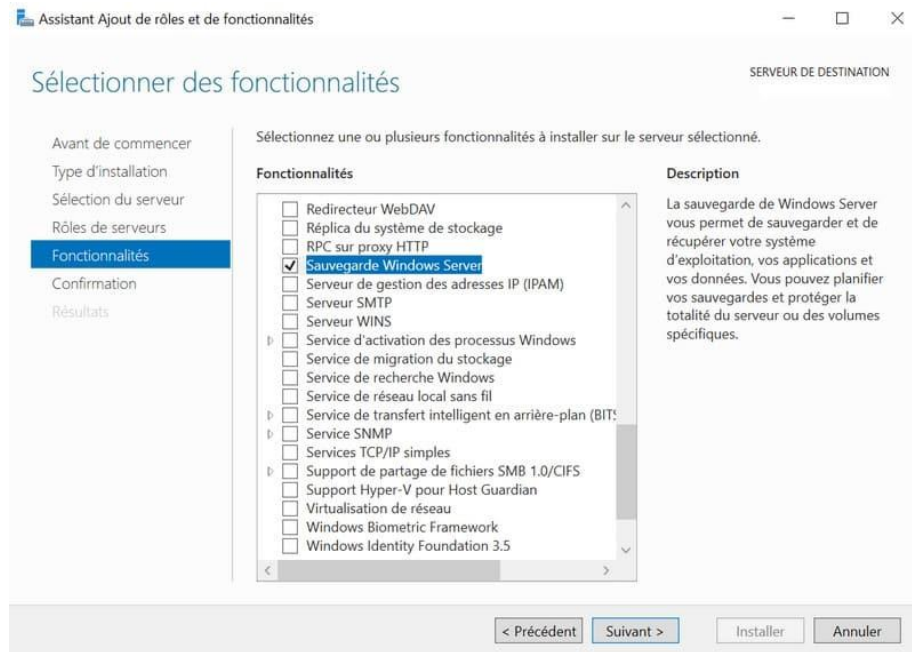 Assistant Ajout de rôles et de fonctionnalités
Sélectionner des fonctionnalités
SERVEUR DE DESTINATION
Avant de commencer
Type d'installation
Sélection du serveur
Rôles de serveurs
Fonctionnalités
Confirmation
Résultats
Sélectionnez une ou plusieurs fonctionnalités à installer sur le serveur sélectionné.
Fonctionnalités
Redirecteur WebDAV
Réplica du système de stockage
RPC sur proxy HTTP
Sauvegarde Windows Server
Serveur de gestion des adresses IP (IPAM)
Serveur SMTP
Serveur WINS
Service d'activation des processus Windows
Service de migration du stockage
Service de recherche Windows
Service de réseau local sans fil
Service de transfert intelligent en arrière-plan (BITS
Service SNMP
Services TCP/IP simples
Support de partage de fichiers SMB 1.0/CIFS
Support Hyper-V pour Host Guardian
Virtualisation de réseau
Windows Biometric Framework
Windows Identity Foundation 3.5
Description
La sauvegarde de Windows Server
vous permet de sauvegarder et de
récupérer votre système
d'exploitation, vos applications et
vos données. Vous pouvez planifier
vos sauvegardes et protéger la
totalité du serveur ou des volumes
spécifiques.
< Précédent
Suivant >
Installer
Annuler